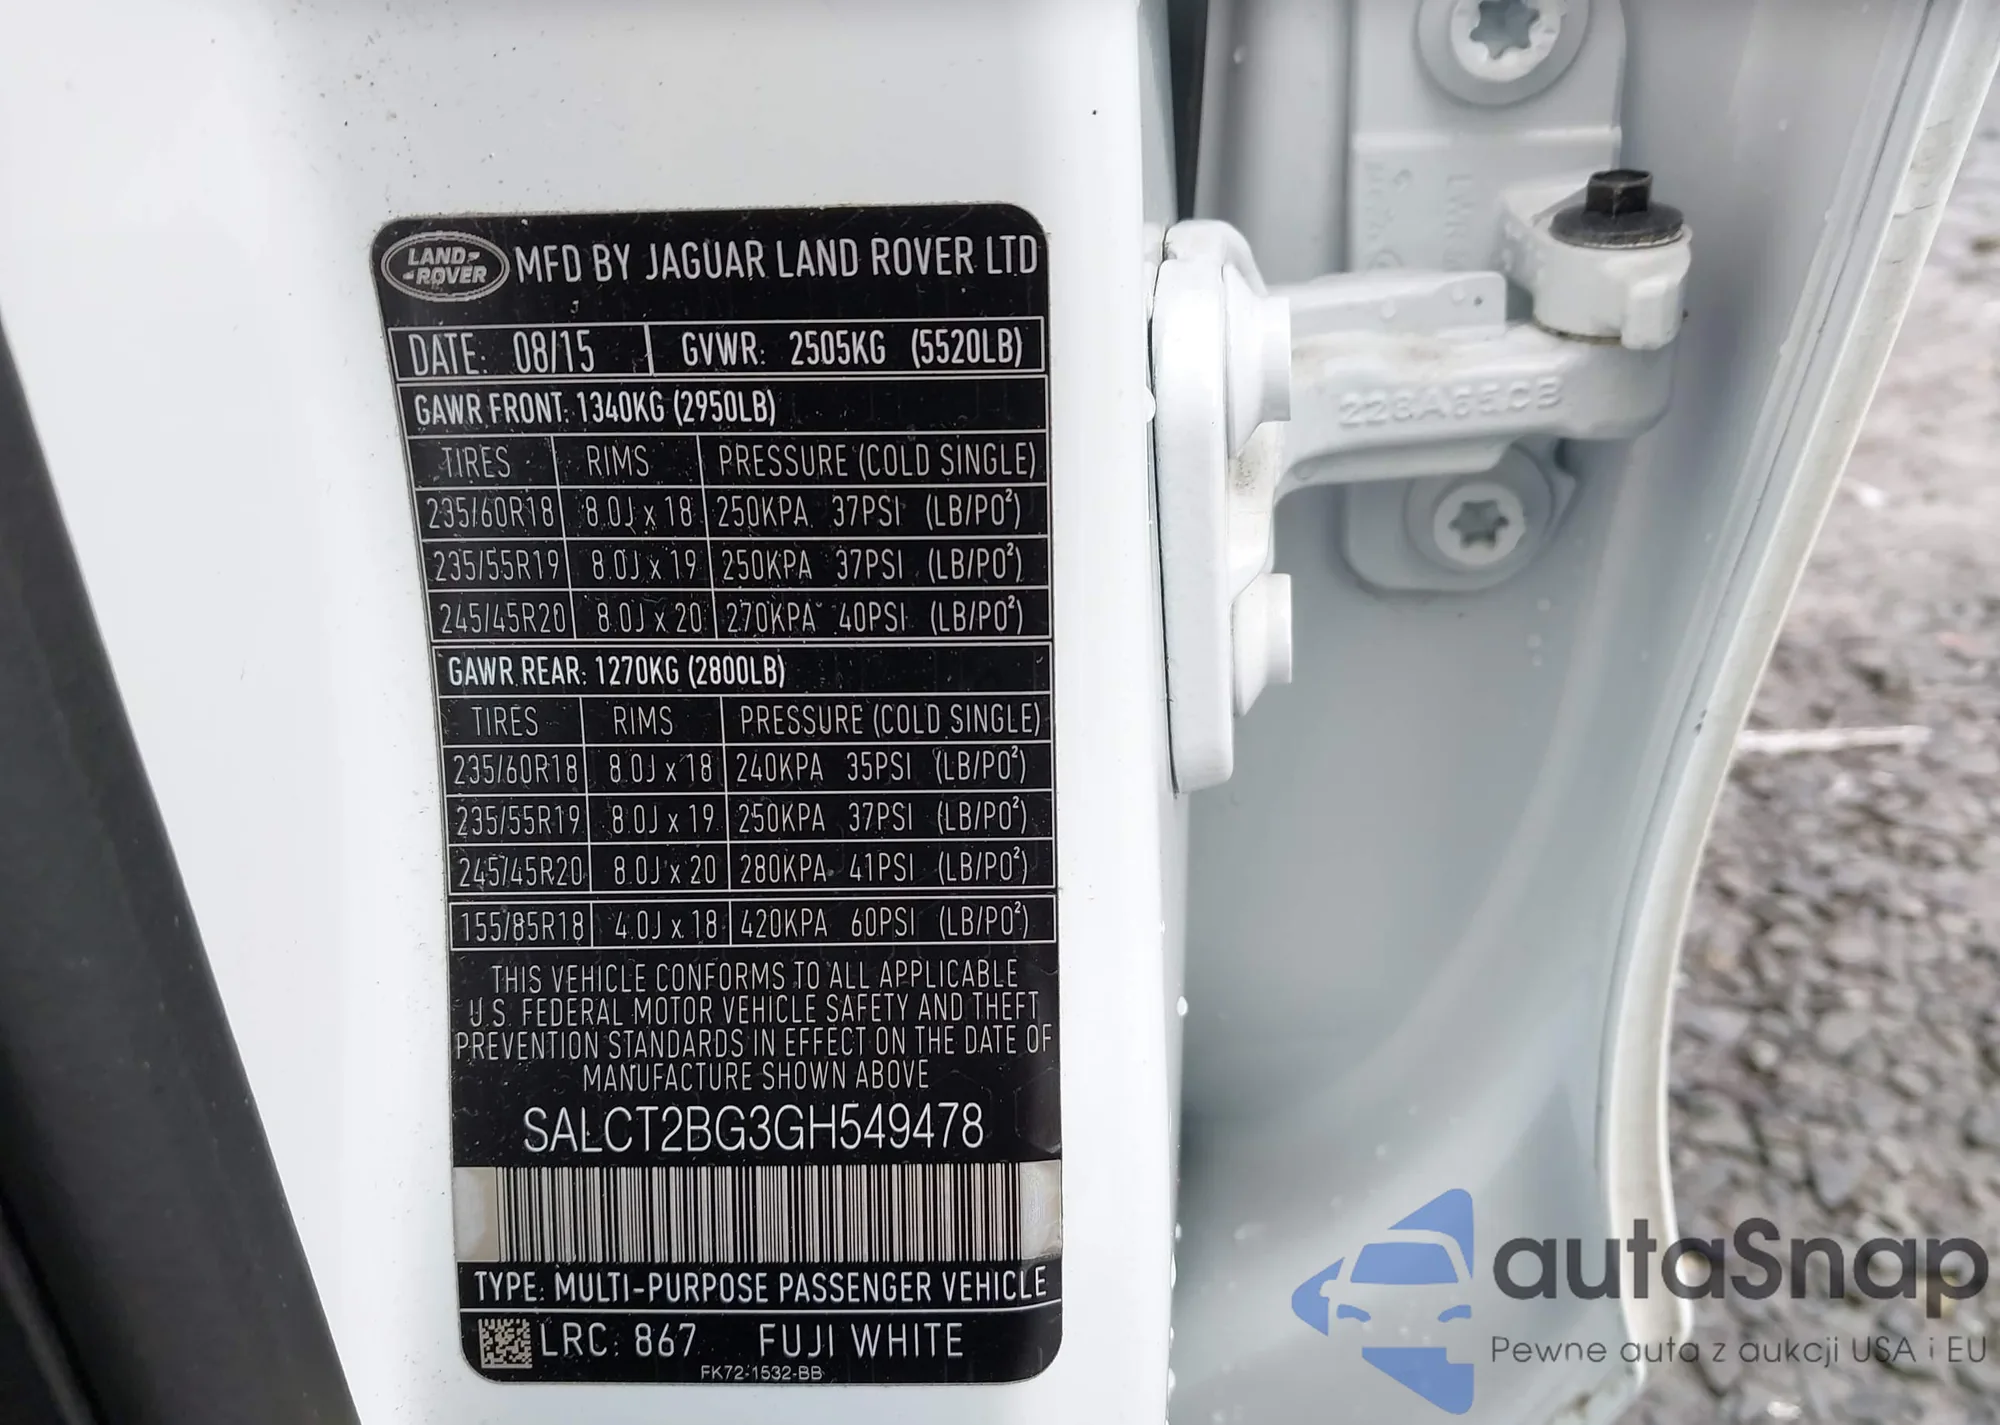 LAND ROVER MFD BY JAGUAR LAND ROVER LTD
DATE: 08/15 GVWR: 2505KG (5520LB)
GAWR FRONT: 1340KG (2950LB)
TIRES RIMS PRESSURE (COLD SINGLE)
235/60R18 8.0J x 18 250KPA 37PSI (LB/PO²)
235/55R19 8.0J x 19 250KPA 37PSI (LB/PO²)
245/45R20 8.0J x 20 270KPA 40PSI (LB/PO²)
GAWR REAR: 1270KG (2800LB)
TIRES RIMS PRESSURE (COLD SINGLE)
235/60R18 8.0J x 18 240KPA 35PSI (LB/PO²)
235/55R19 8.0J x 19 250KPA 37PSI (LB/PO²)
245/45R20 8.0J x 20 280KPA 41PSI (LB/PO²)
155/85R18 4.0J x 18 420KPA 60PSI (LB/PO²)
THIS VEHICLE CONFORMS TO ALL APPLICABLE
U.S. FEDERAL MOTOR VEHICLE SAFETY AND THEFT
PREVENTION STANDARDS IN EFFECT ON THE DATE OF
MANUFACTURE SHOWN ABOVE
SALCT2BG3GH549478
TYPE: MULTI-PURPOSE PASSENGER VEHICLE
LRC: 867 FUJI WHITE
FK72-1532-BB
autaSnap
Pewne auta z aukcji USA i EU